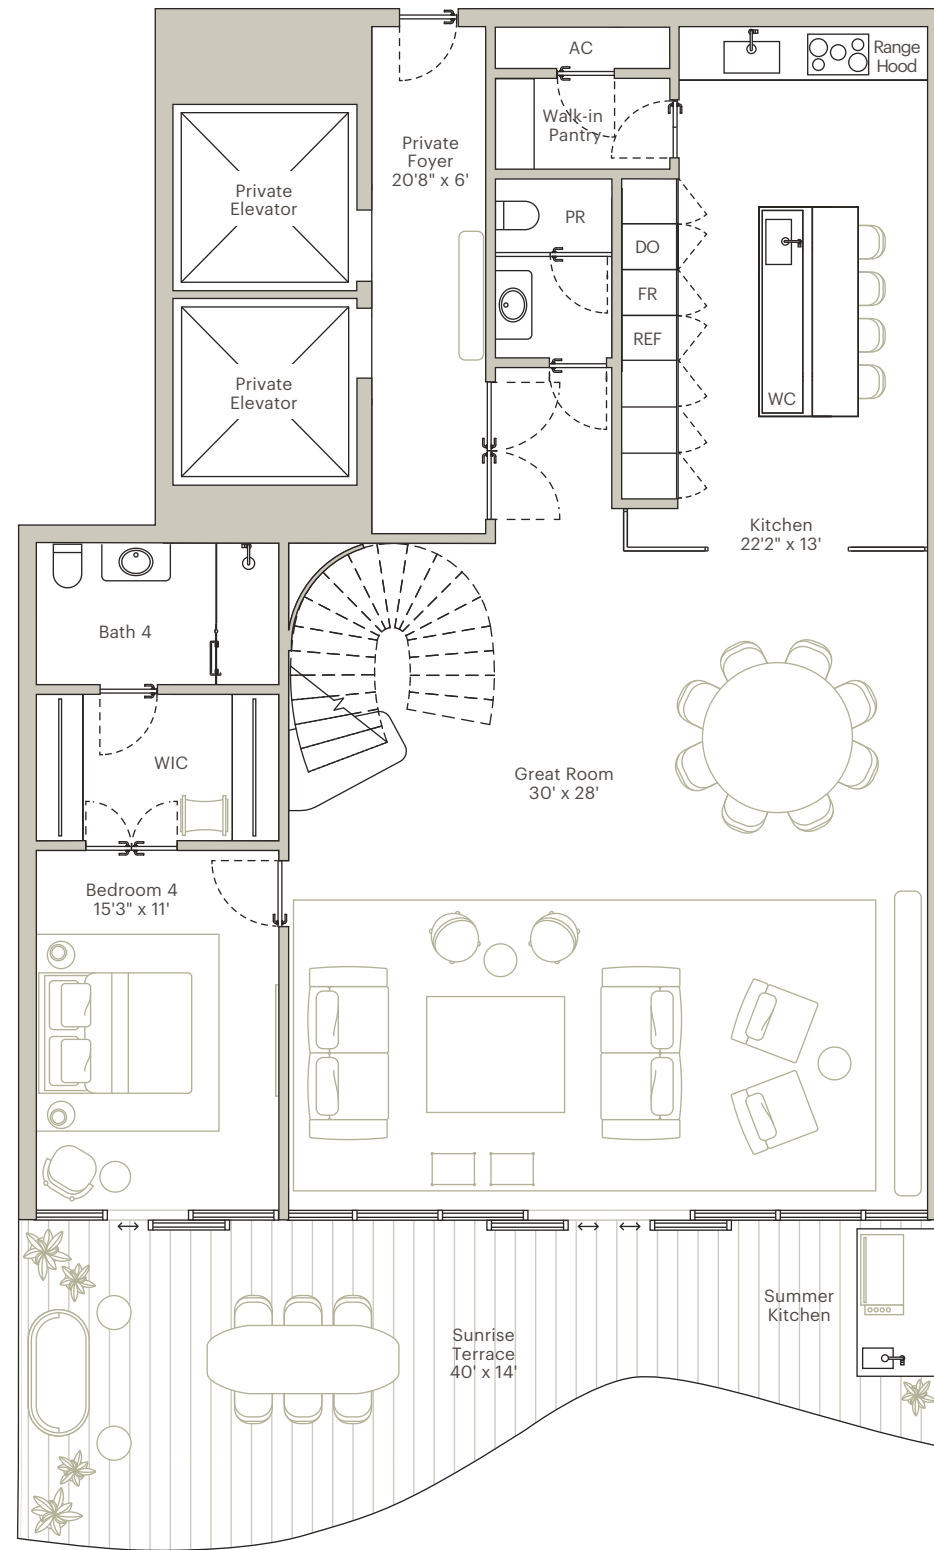 AC
Range
Hood
Walk-in
Pantry
Private
Foyer
20'8" x 6'
Private
Elevator
PR
DO
FR
REF
Private
Elevator
WC
Kitchen
22'2" x 13'
Bath 4
WIC
Great Room
30' x 28'
Bedroom 4
15'3" x 11'
Summer
Kitchen
Sunrise
Terrace
40' x 14'